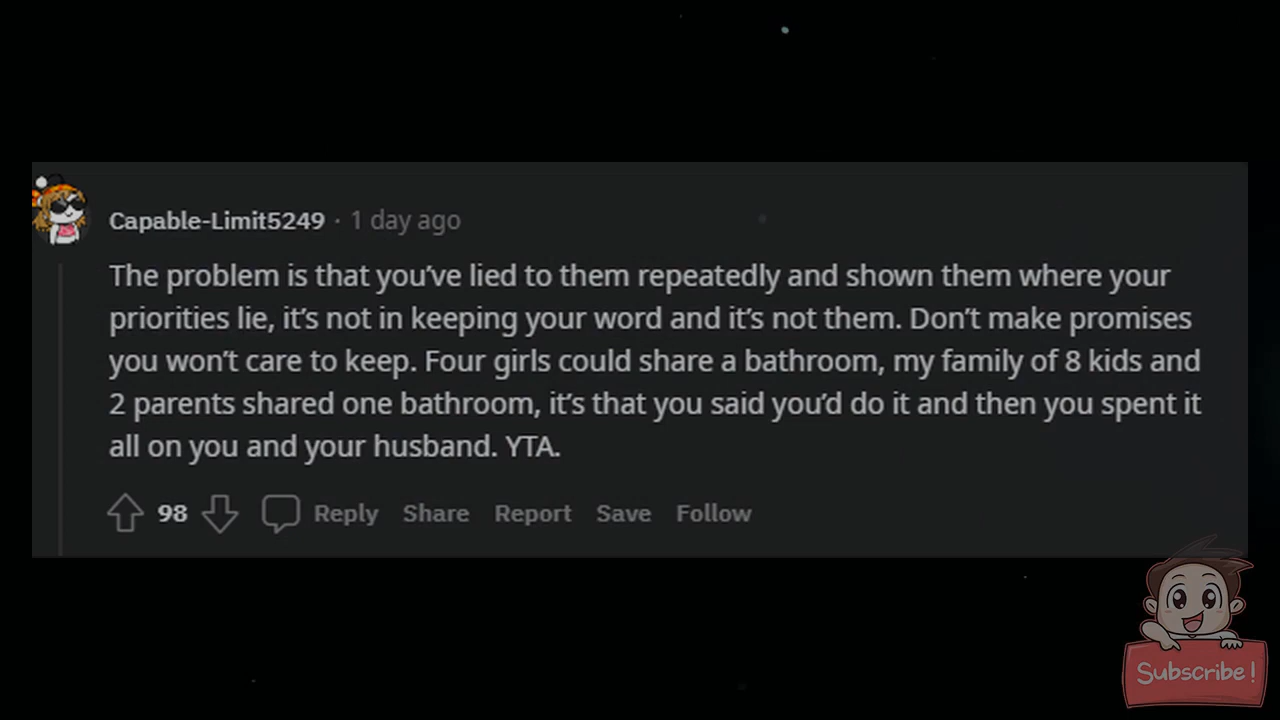 Capable-Limit5249 · 1 day ago
The problem is that you've lied to them repeatedly and shown them where your
priorities lie, it's not in keeping your word and it's not them. Don't make promises
you won't care to keep. Four girls could share a bathroom, my family of 8 kids and
2 parents shared one bathroom, it's that you said you'd do it and then you spent it
all on you and your husband. YTA.
98 Reply Share Report Save Follow
Subscribe!